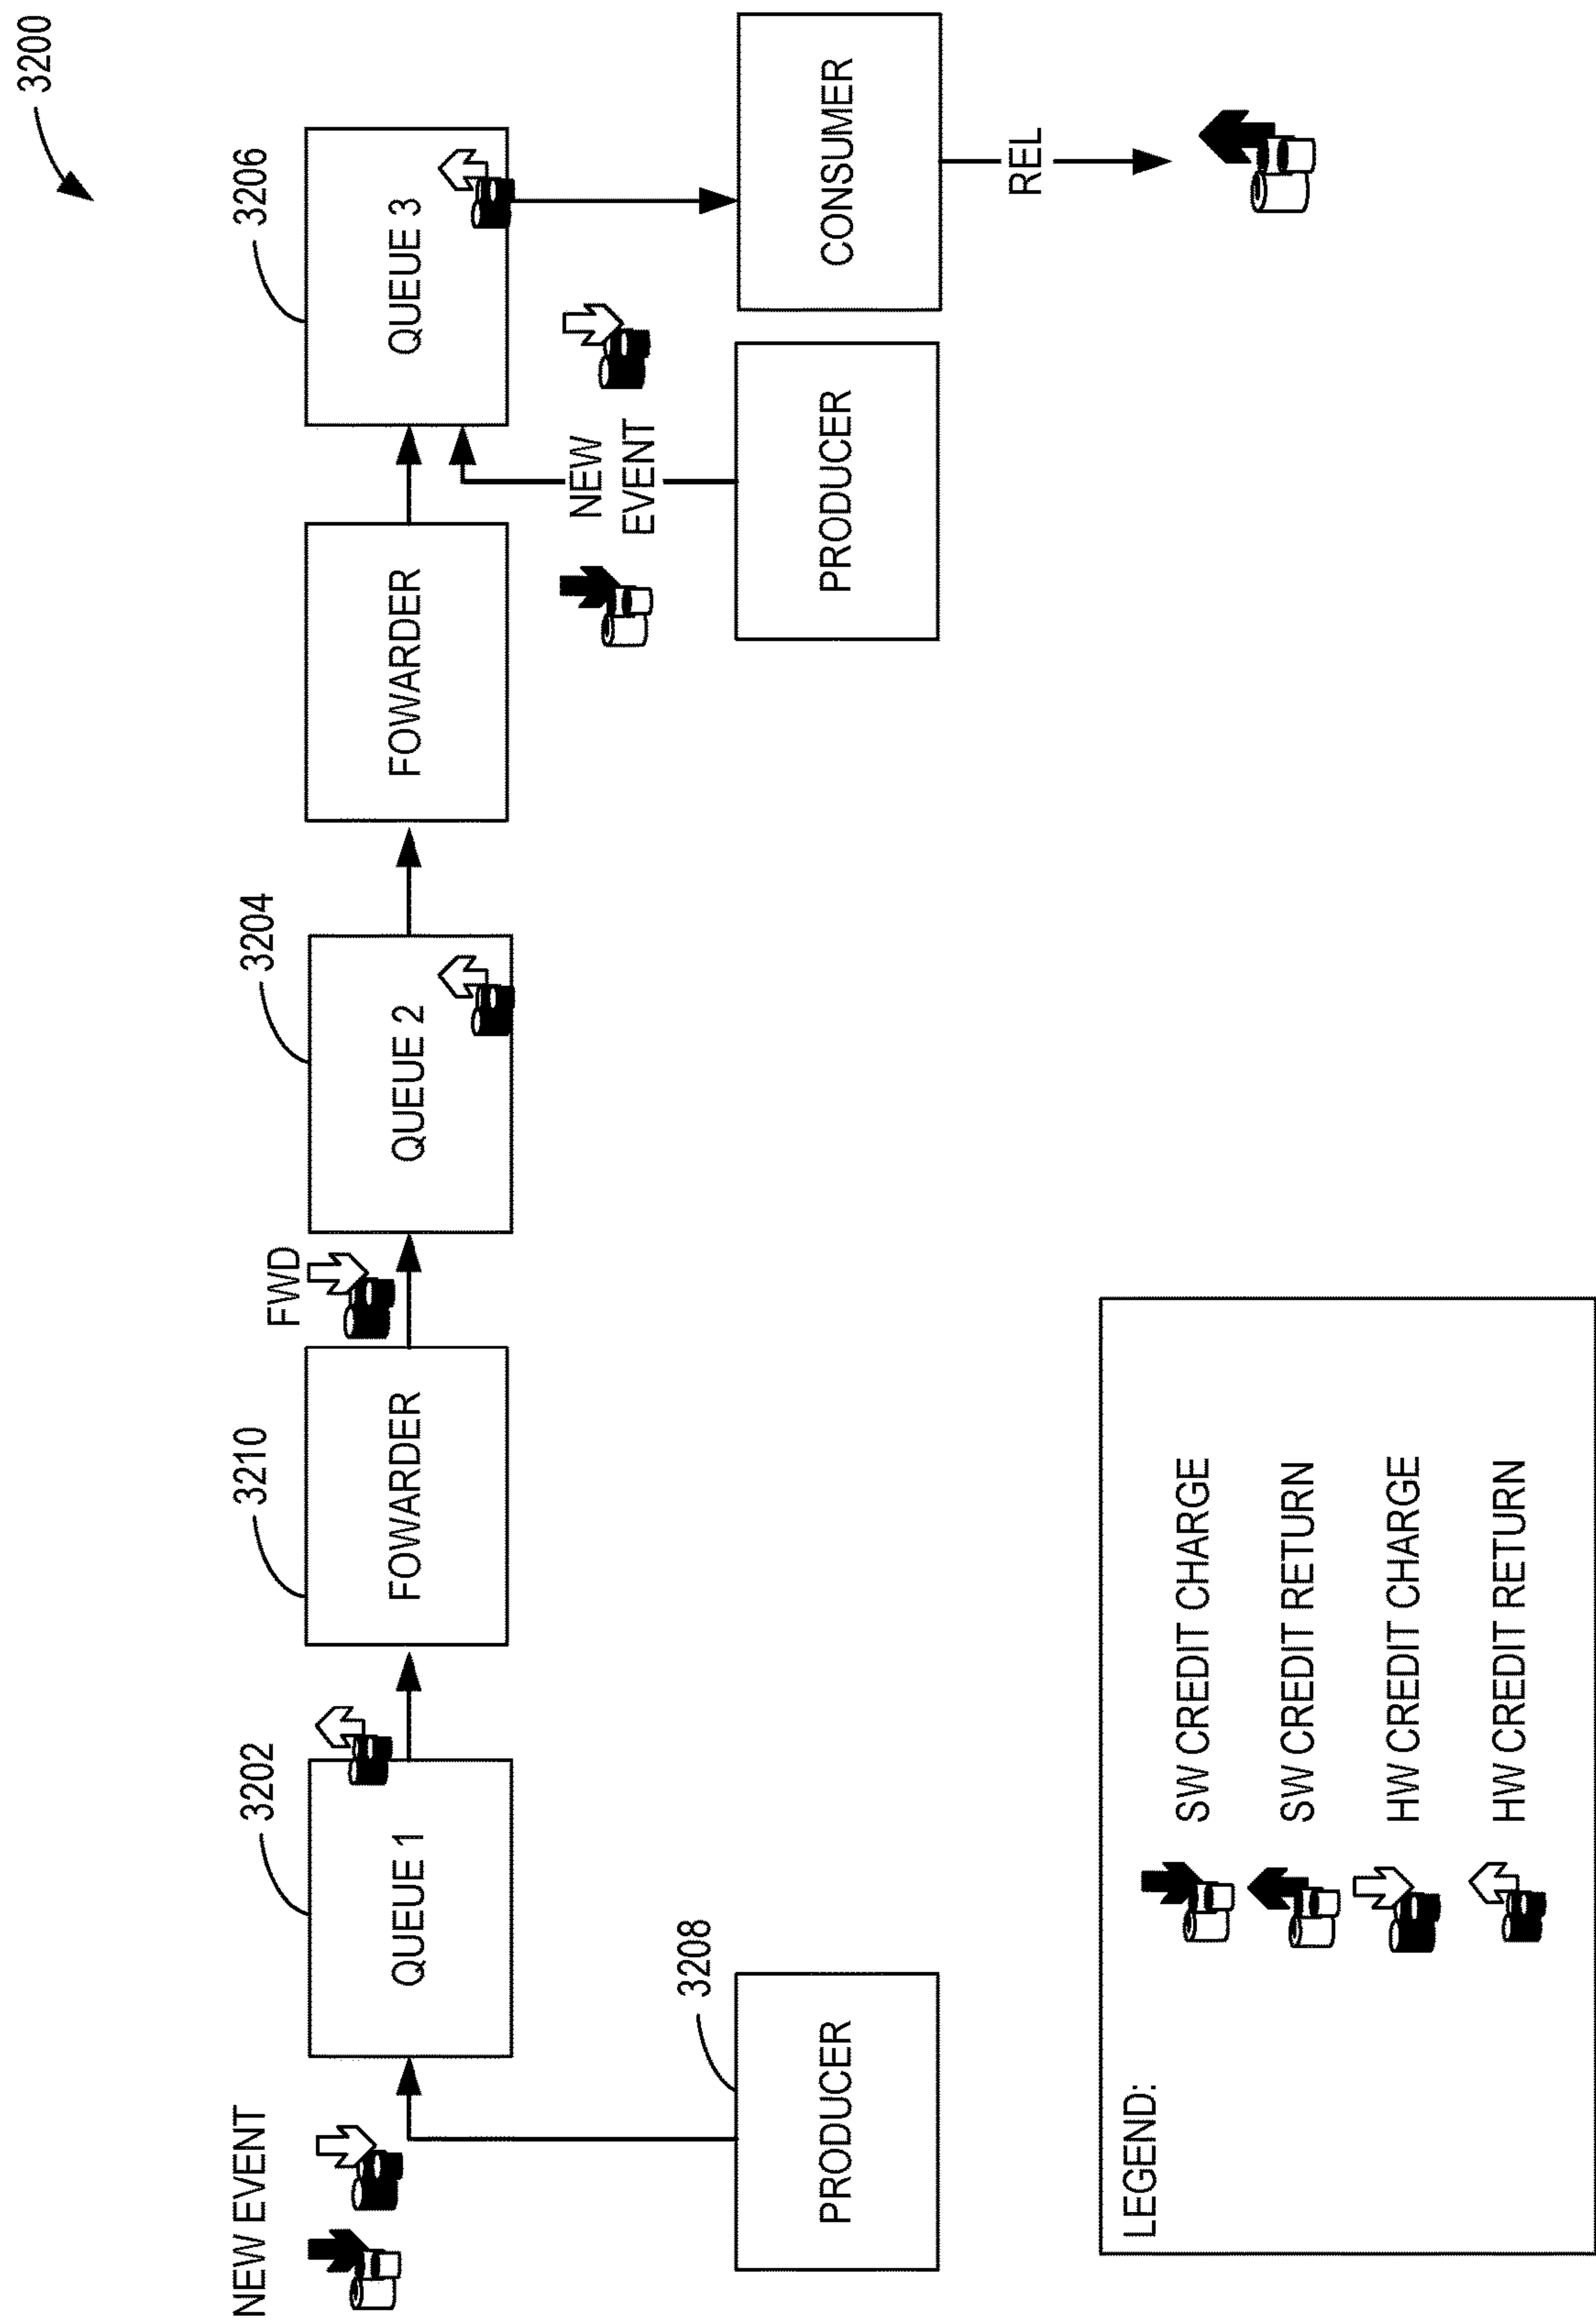 3200
3202
3210
3204
3206
NEW EVENT
FWD
QUEUE 1
FOWARDER
QUEUE 2
FOWARDER
QUEUE 3
NEW
EVENT
3208
PRODUCER
PRODUCER
CONSUMER
REL
LEGEND:
SW CREDIT CHARGE
SW CREDIT RETURN
HW CREDIT CHARGE
HW CREDIT RETURN